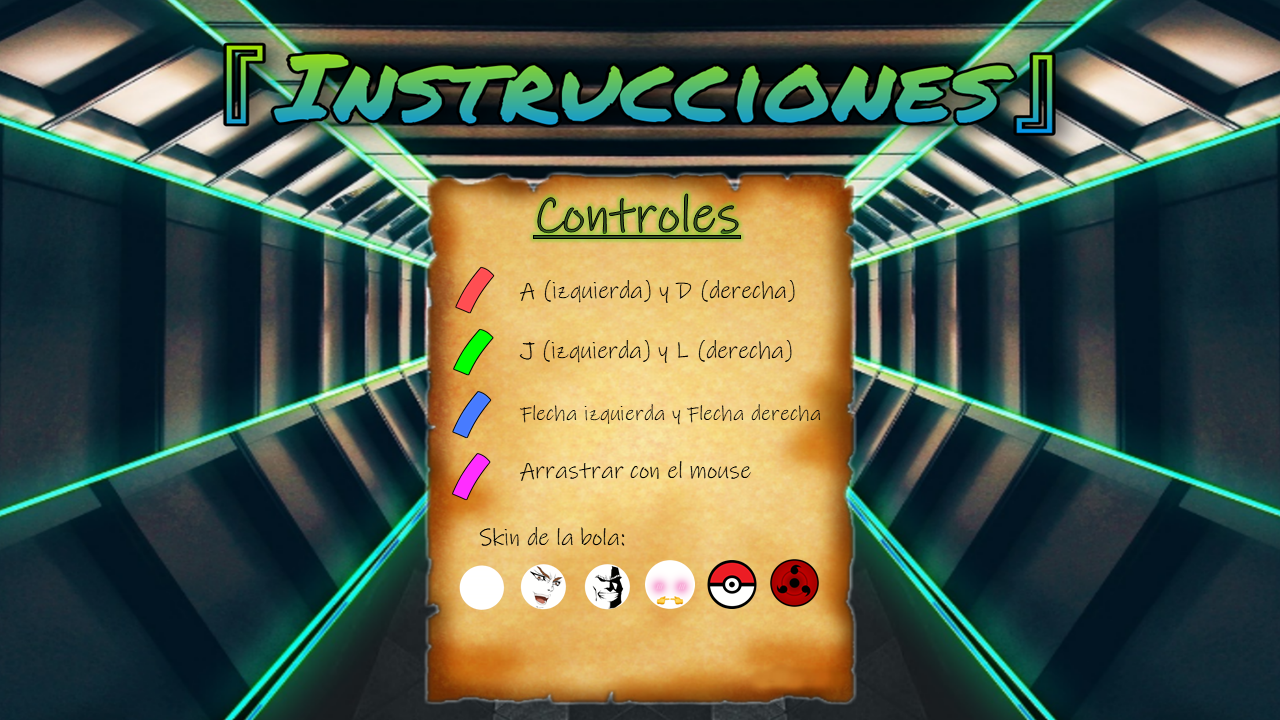 『Instrucciones』
Controles
A (izquierda) y D (derecha)
J (izquierda) y L (derecha)
Flecha izquierda y Flecha derecha
Arrastrar con el mouse
Skin de la bola: